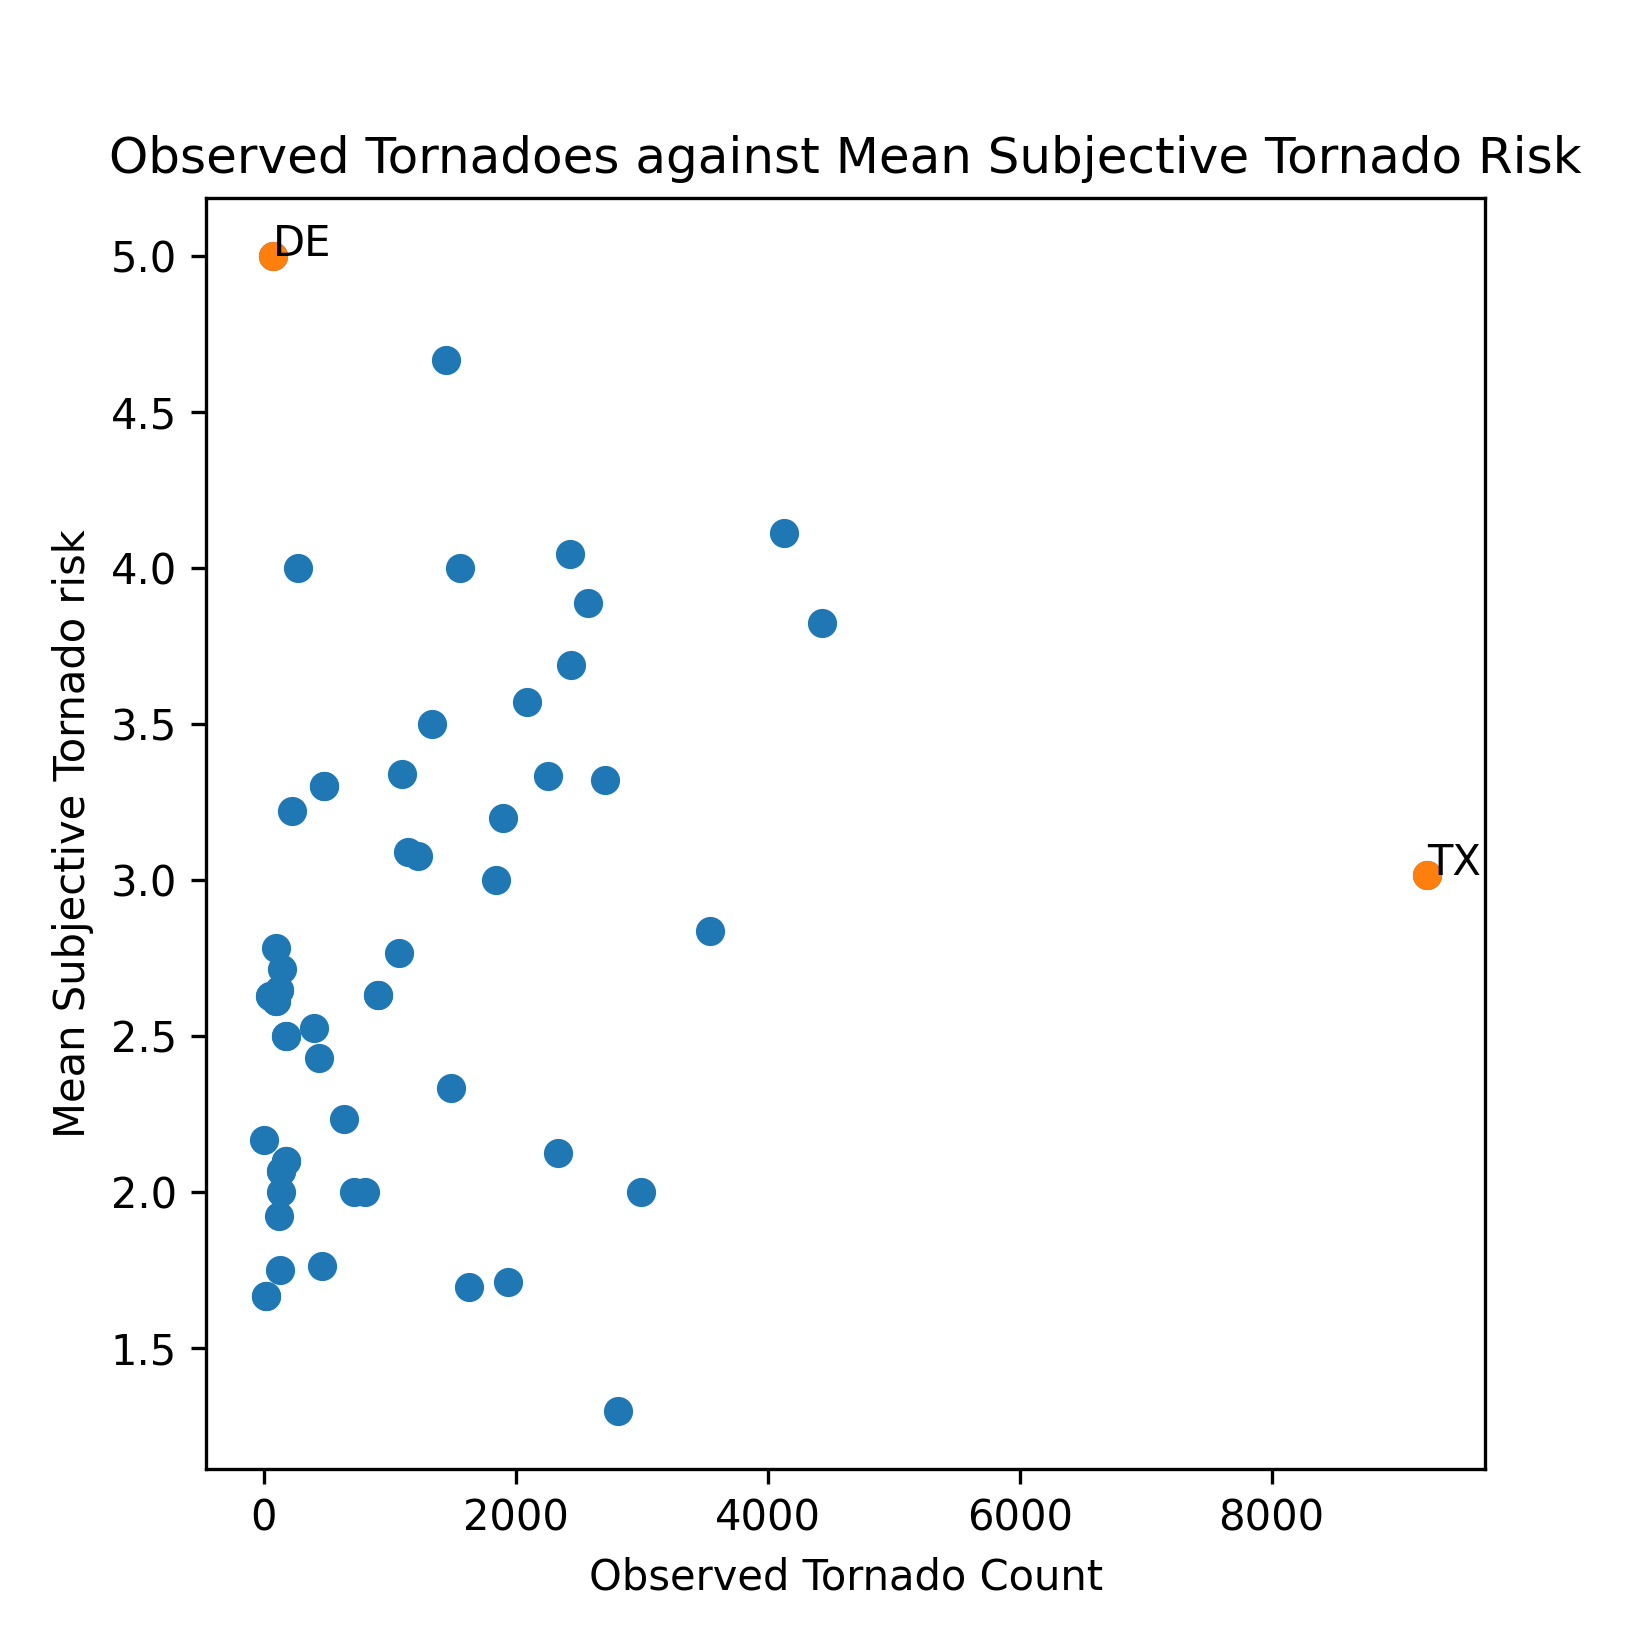 Observed Tornadoes against Mean Subjective Tornado Risk
DE
TX
5.0
4.5
4.0
3.5
3.0
2.5
2.0
1.5
Mean Subjective Tornado risk
0 2000 4000 6000 8000
Observed Tornado Count